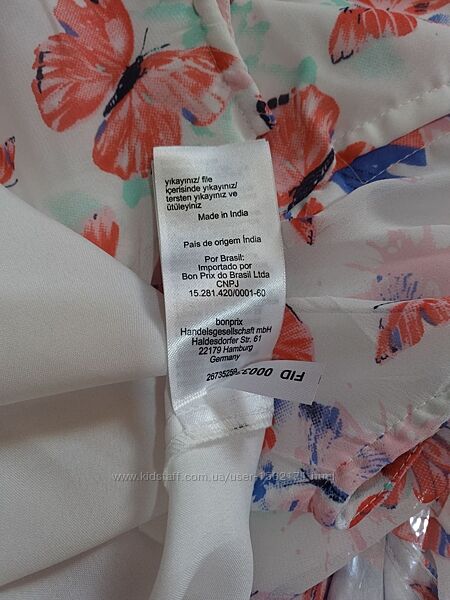 yıkayınız/ file
içerisinde yıkayınız/
tersten yıkayınız ve
ütüleyiniz
Made in India
País de origem Índia
Por Brasil:
Importado por
Bon Prix do Brasil Ltda
CNPJ
15.281.420/0001-60
bonprix
Handelsgesellschaft mbH
Haldesdorfer Str. 61
22179 Hamburg
Germany
FID